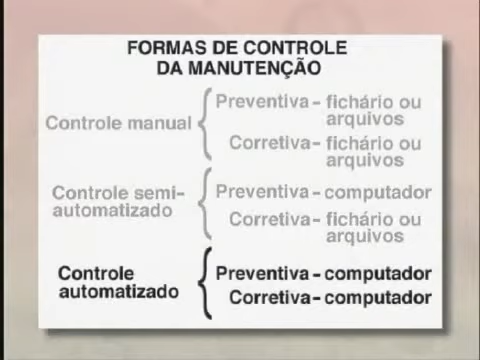 FORMAS DE CONTROLE
DA MANUTENÇÃO
Controle manual
Preventiva - fichário ou
arquivos
Corretiva - fichário ou
arquivos
Controle semi-
automatizado
Preventiva - computador
Corretiva - fichário ou
arquivos
Controle
automatizado
Preventiva - computador
Corretiva - computador